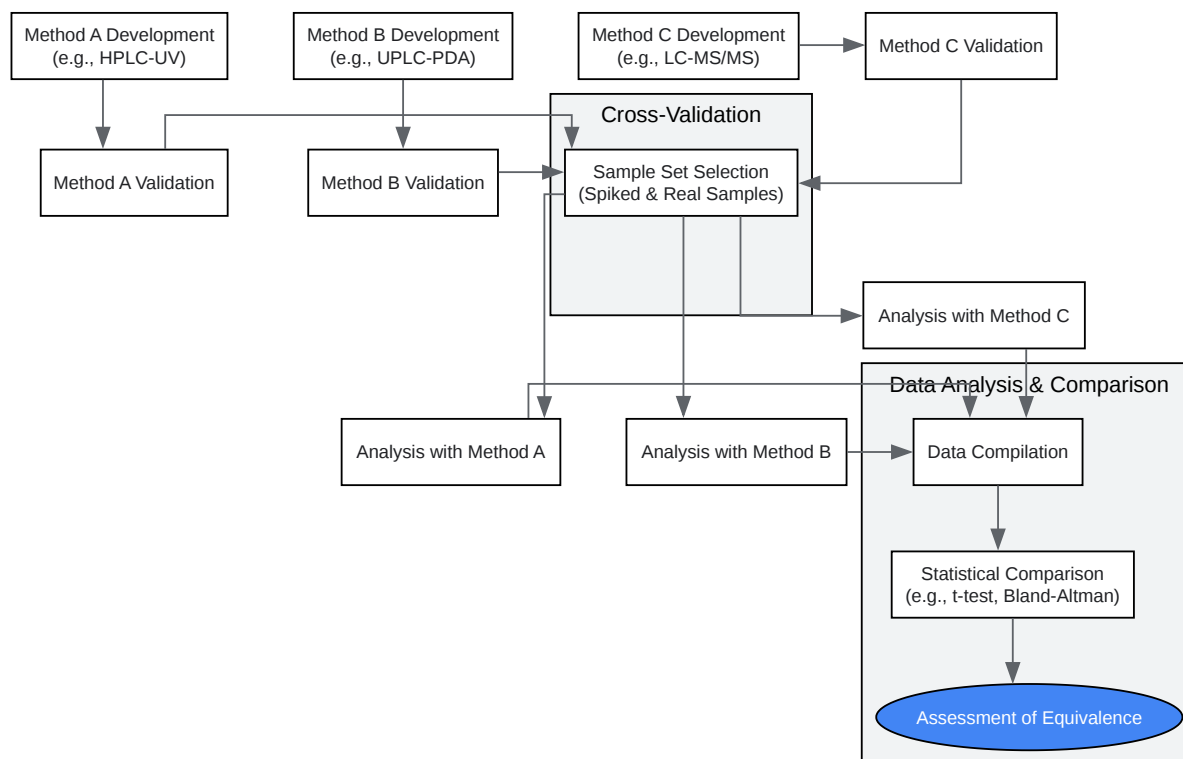 Method A Development
(e.g., HPLC-UV)
Method B Development
(e.g., UPLC-PDA)
Method C Development
(e.g., LC-MS/MS)
Method C Validation
Cross-Validation
Method A Validation
Method B Validation
Sample Set Selection
(Spiked & Real Samples)
Analysis with Method C
Data Analysis & Comparison
Analysis with Method A
Analysis with Method B
Data Compilation
Statistical Comparison
(e.g., t-test, Bland-Altman)
Assessment of Equivalence